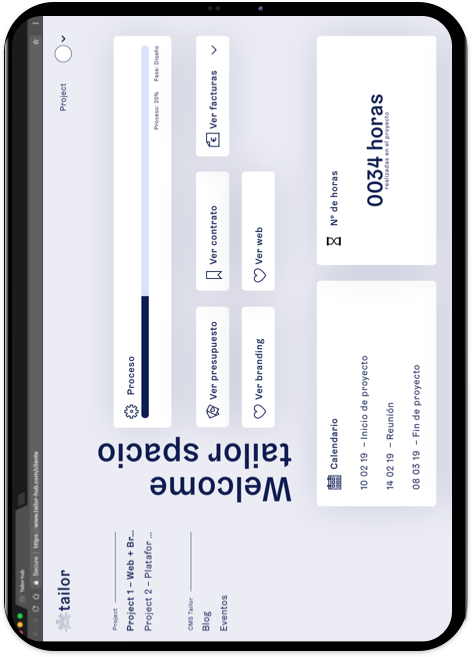 Tailor hub
Secure | https: www.tailor-hub.com/cliente
tailor
Project
Project
Project 1 – Web + Br...
Project 2 – Platafor ...
CMS Tailor
Blog
Eventos
Welcome
tailor spacio
Proceso
Proceso: 20%
Fase: Diseño
Ver presupuesto
Ver contrato
Ver facturas
Ver branding
Ver web
Calendario
10 02 19 – Inicio de proyecto
14 02 19 – Reunión
08 03 19 – Fin de proyecto
Nº de horas
0034 horas
realizadas en el proyecto